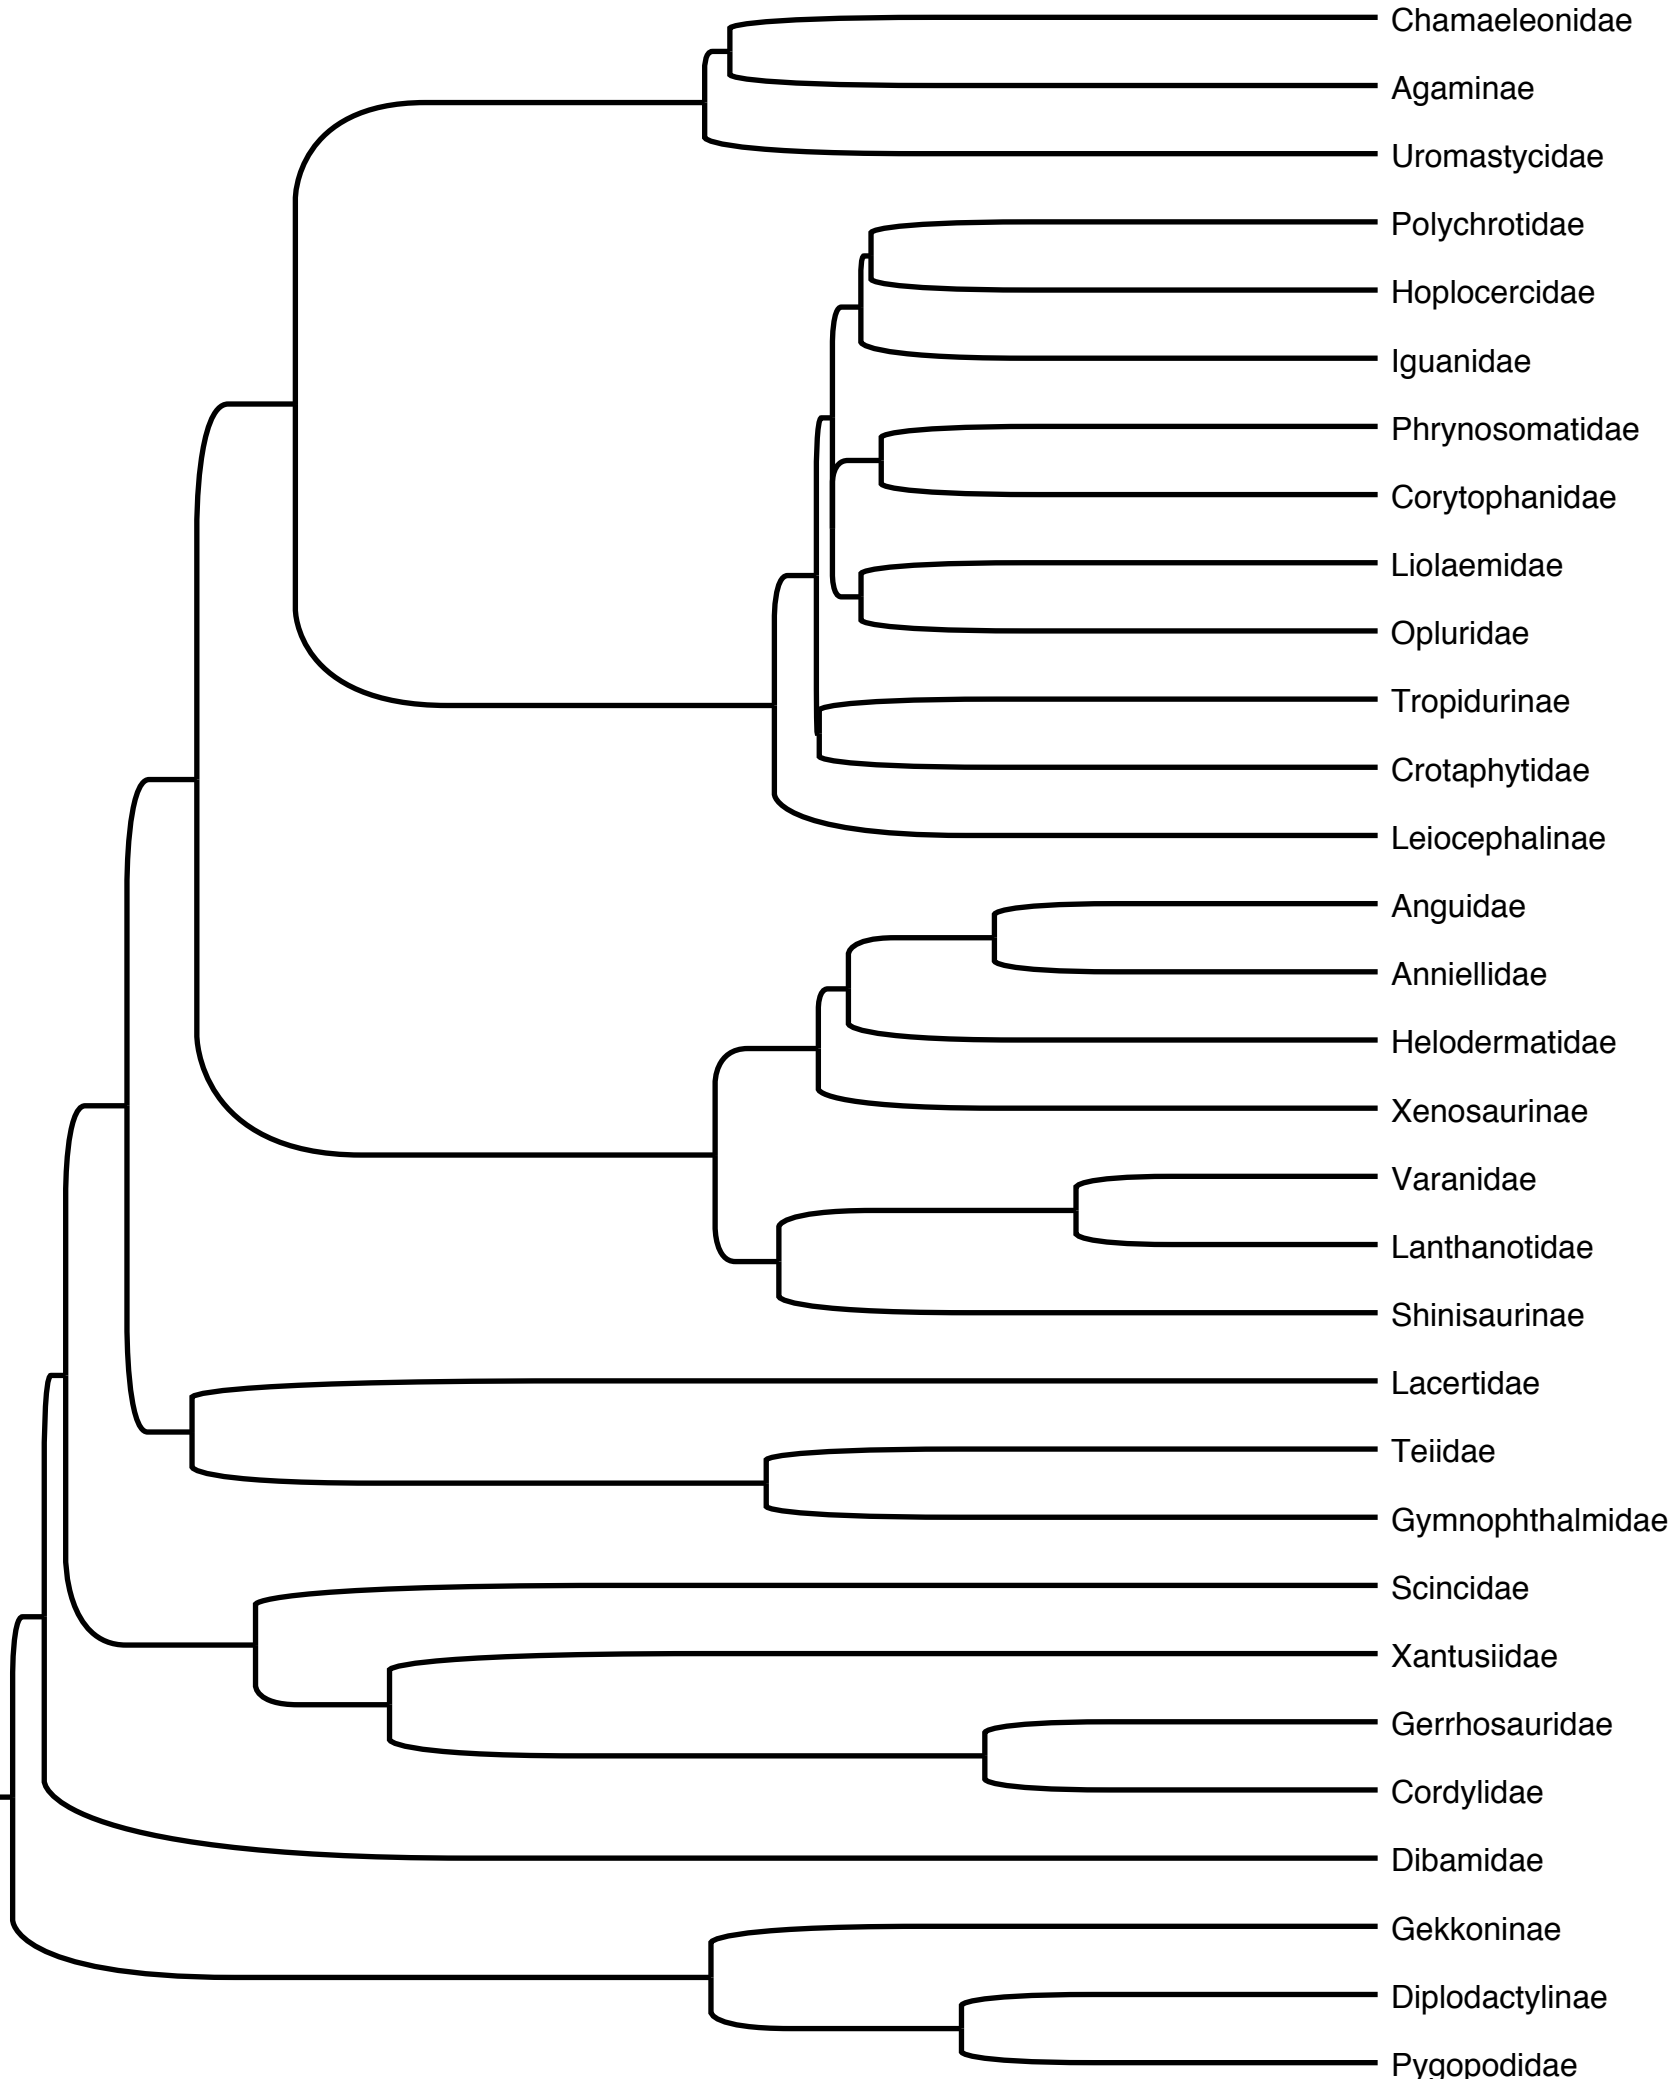 Chamaeleonidae
Agaminae
Uromastycidae
Polychrotidae
Hoplocercidae
Iguanidae
Phrynosomatidae
Corytophanidae
Liolaemidae
Opluridae
Tropidurinae
Crotaphytidae
Leiocephalinae
Anguidae
Anniellidae
Helodermatidae
Xenosaurinae
Varanidae
Lanthanotidae
Shinisaurinae
Lacertidae
Teiidae
Gymnophthalmidae
Scincidae
Xantusiidae
Gerrhosauridae
Cordylidae
Dibamidae
Gekkoninae
Diplodactylinae
Pygopodidae